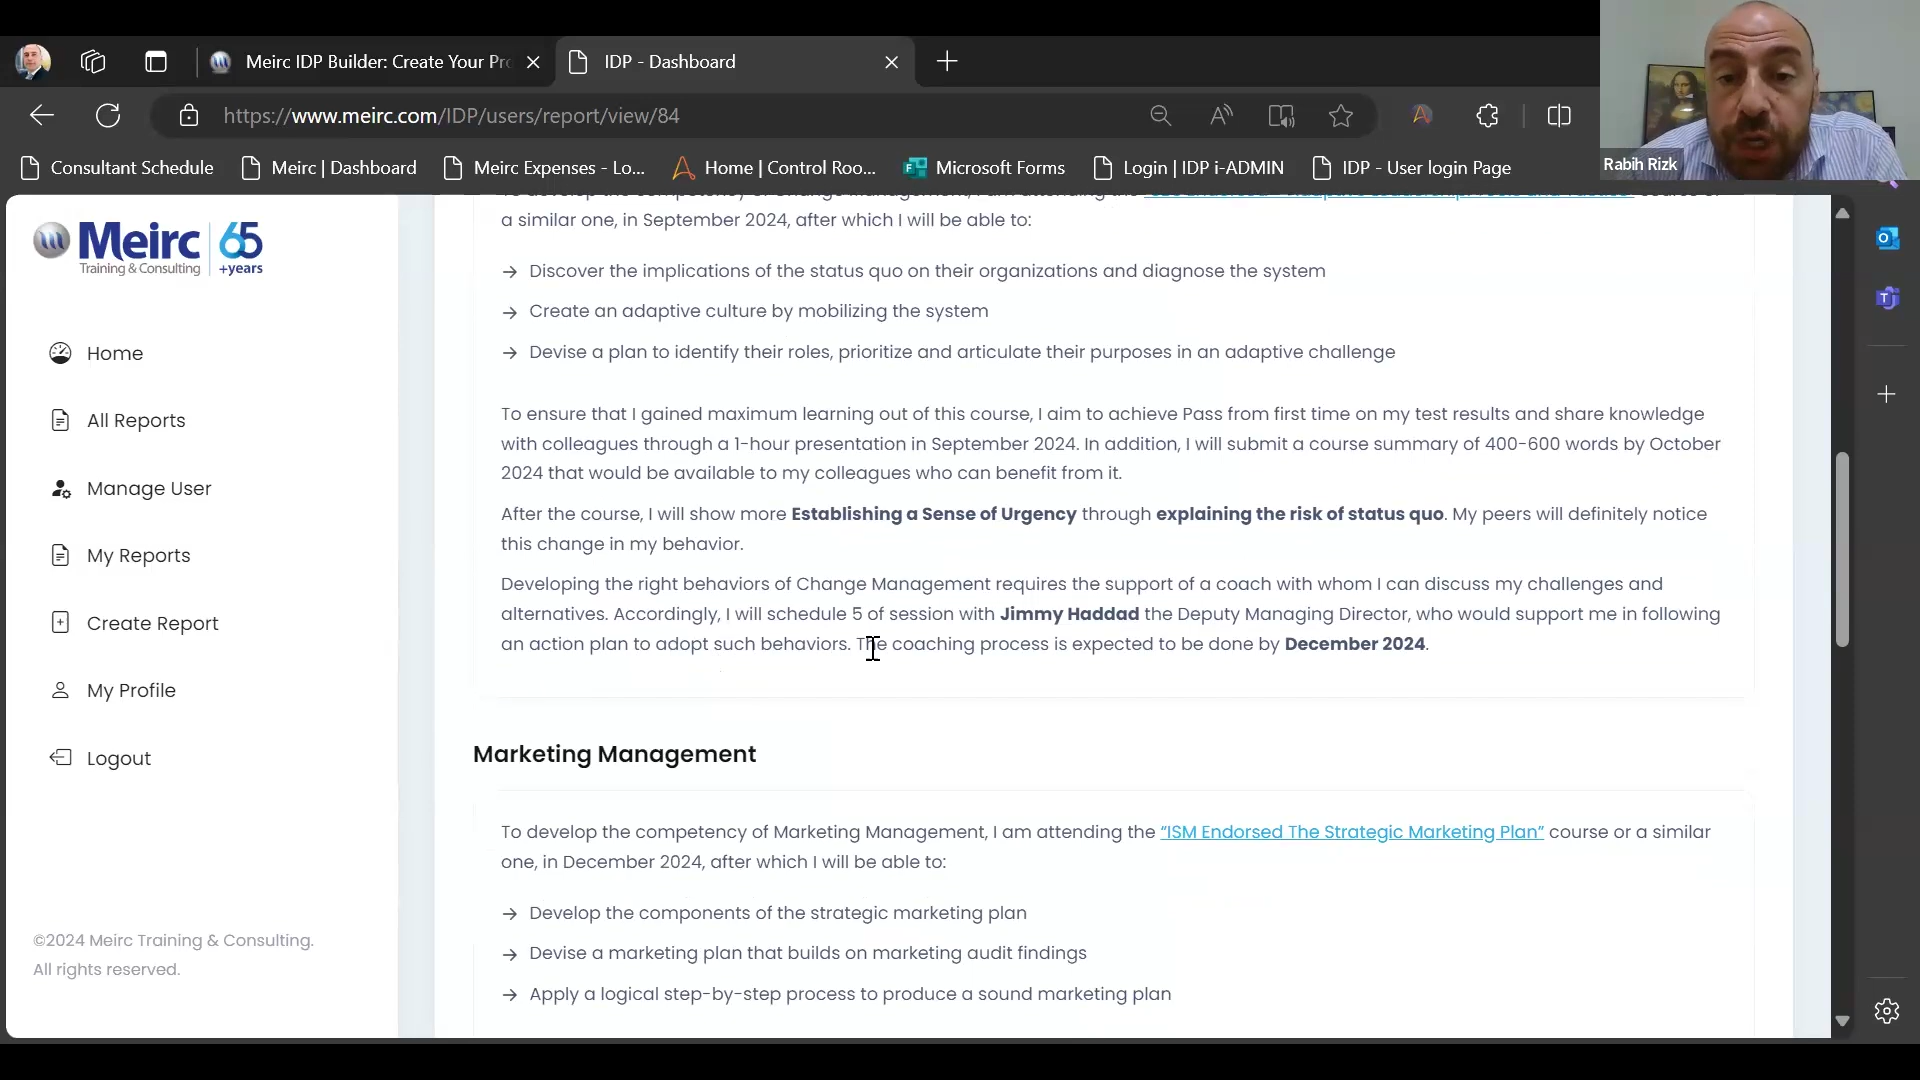 Meirc IDP Builder: Create Your Pr
IDP - Dashboard
https://www.meirc.com/IDP/users/report/view/84
Consultant Schedule
Meirc | Dashboard
Meirc Expenses - Lo...
Home | Control Roo...
Microsoft Forms
Login | IDP i-ADMIN
IDP - User login Page
Rabih Rizk
Meirc
Training & Consulting
65
+years
Home
All Reports
Manage User
My Reports
Create Report
My Profile
Logout
©2024 Meirc Training & Consulting.
All rights reserved.
a similar one, in September 2024, after which I will be able to:
→ Discover the implications of the status quo on their organizations and diagnose the system
→ Create an adaptive culture by mobilizing the system
→ Devise a plan to identify their roles, prioritize and articulate their purposes in an adaptive challenge
To ensure that I gained maximum learning out of this course, I aim to achieve Pass from first time on my test results and share knowledge
with colleagues through a 1-hour presentation in September 2024. In addition, I will submit a course summary of 400-600 words by October
2024 that would be available to my colleagues who can benefit from it.
After the course, I will show more Establishing a Sense of Urgency through explaining the risk of status quo. My peers will definitely notice
this change in my behavior.
Developing the right behaviors of Change Management requires the support of a coach with whom I can discuss my challenges and
alternatives. Accordingly, I will schedule 5 of session with Jimmy Haddad the Deputy Managing Director, who would support me in following
an action plan to adopt such behaviors. The coaching process is expected to be done by December 2024.
Marketing Management
To develop the competency of Marketing Management, I am attending the “ISM Endorsed The Strategic Marketing Plan” course or a similar
one, in December 2024, after which I will be able to:
→ Develop the components of the strategic marketing plan
→ Devise a marketing plan that builds on marketing audit findings
→ Apply a logical step-by-step process to produce a sound marketing plan